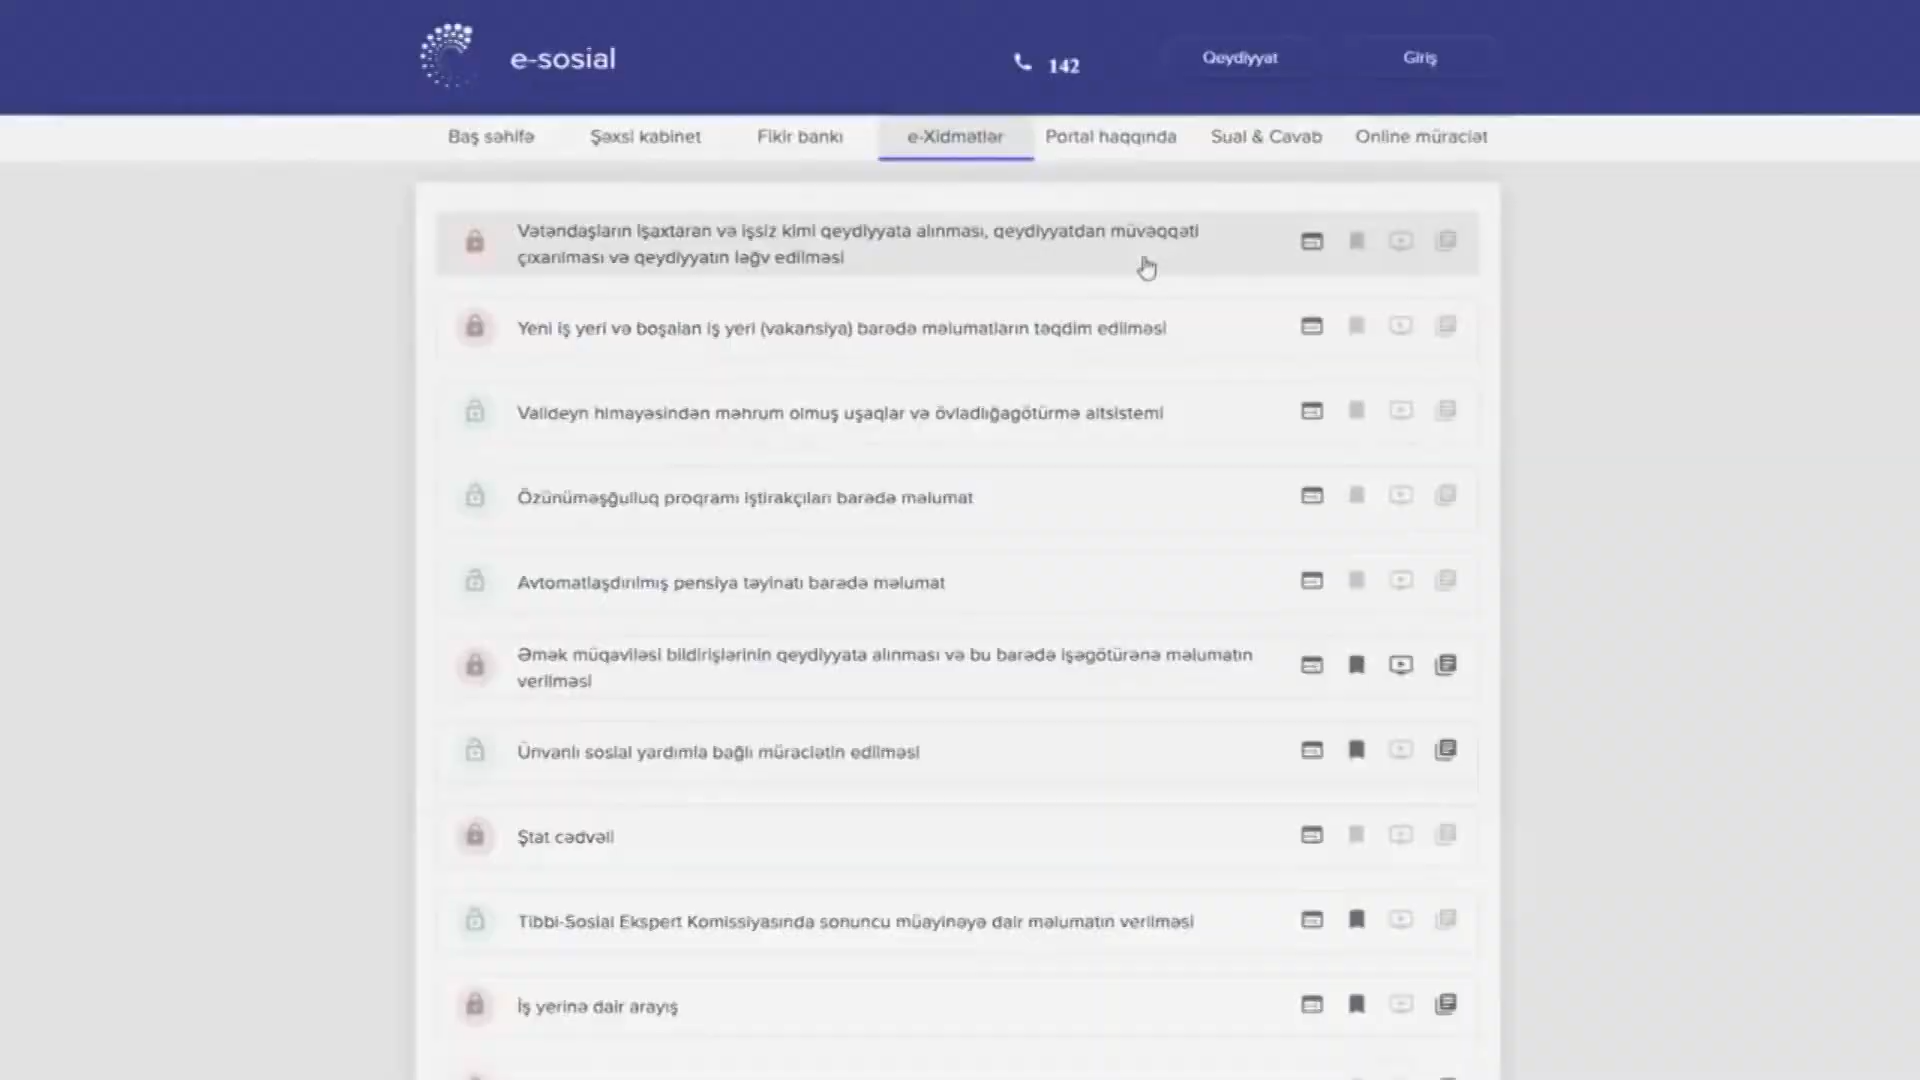 e-sosial
142
Qeydiyyat
Giriş
Baş səhifə
Şəxsi kabinet
Fikir bankı
e-Xidmətlər
Portal haqqında
Sual & Cavab
Online müraciət
Vətəndaşların işaxtaran və işsiz kimi qeydiyyata alınması, qeydiyyatdan müvəqqəti
çıxarılması və qeydiyyatın ləğv edilməsi
Yeni iş yeri və boşalan iş yeri (vakansiya) barədə məlumatların təqdim edilməsi
Valideyn himayəsindən məhrum olmuş uşaqlar və övladlığagötürmə altsistemi
Özünüməşğulluq proqramı iştirakçıları barədə məlumat
Avtomatlaşdırılmış pensiya təyinatı barədə məlumat
Əmək müqaviləsi bildirişlərinin qeydiyyata alınması və bu barədə işəgötürənə məlumatın
verilməsi
Ünvanlı sosial yardımla bağlı müraciətin edilməsi
Ştat cədvəli
Tibbi-Sosial Ekspert Komissiyasında sonuncu müayinəyə dair məlumatın verilməsi
İş yerinə dair arayış